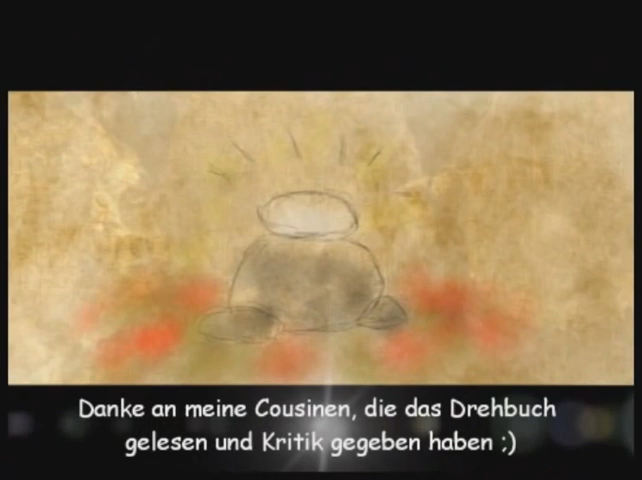 Danke an meine Cousinen, die das Drehbuch
gelesen und Kritik gegeben haben ;)